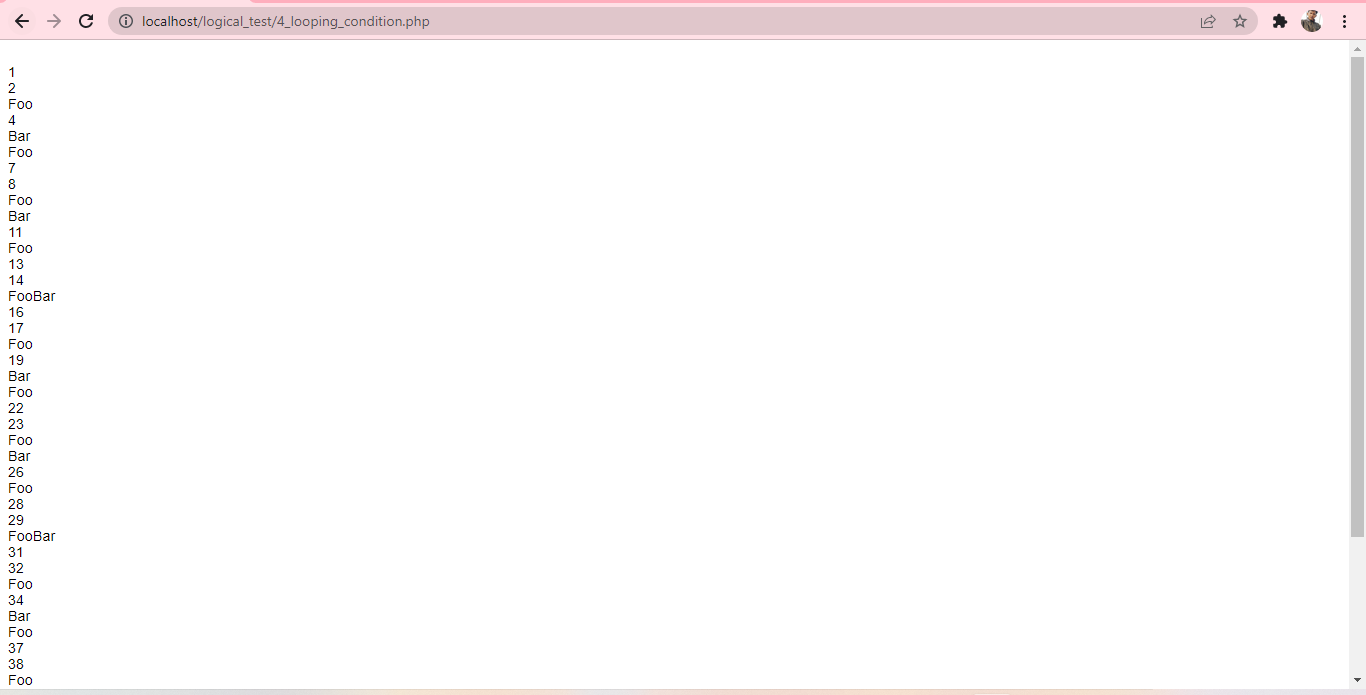 localhost/logical_test/4_looping_condition.php
1
2
Foo
4
Bar
Foo
7
8
Foo
Bar
11
Foo
13
14
FooBar
16
17
Foo
19
Bar
Foo
22
23
Foo
Bar
26
Foo
28
29
FooBar
31
32
Foo
34
Bar
Foo
37
38
Foo